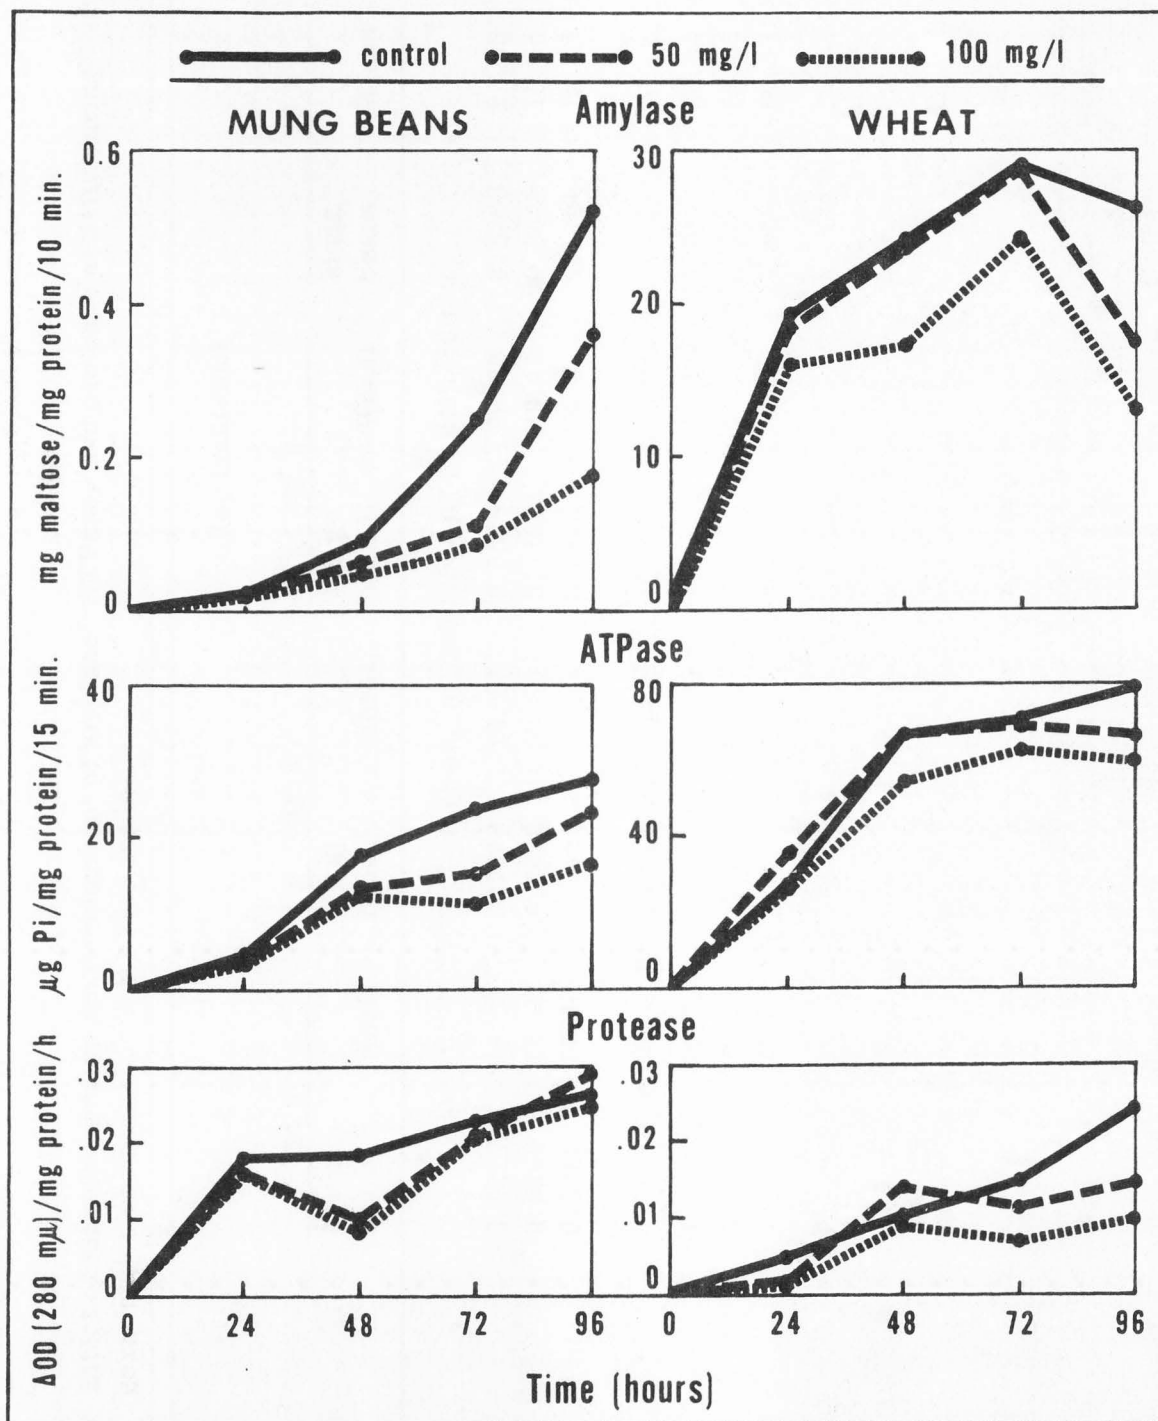 control 50 mg/l 100 mg/l
Amylase
MUNG BEANS WHEAT
mg maltose/mg protein/10 min.
0.6
0.4
0.2
0
30
20
10
0
ATPase
μg Pi/mg protein/15 min.
40
20
0
80
40
0
Protease
ΔOD (280 mμ)/mg protein/h
.03
.02
.01
0
.03
.02
.01
0
0 24 48 72 96 0 24 48 72 96
Time (hours)